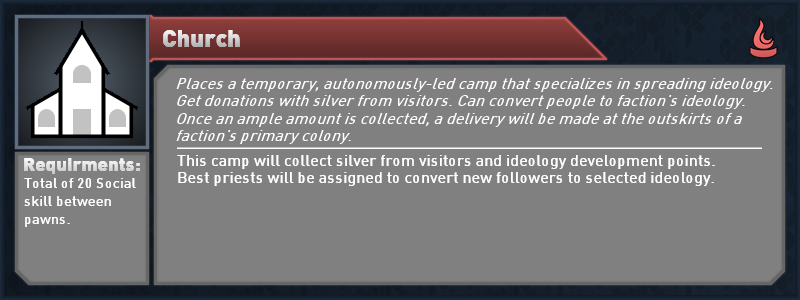 Church
Places a temporary, autonomously-led camp that specializes in spreading ideology.
Get donations with silver from visitors. Can convert people to faction's ideology.
Once an ample amount is collected, a delivery will be made at the outskirts of a
faction's primary colony.
This camp will collect silver from visitors and ideology development points.
Best priests will be assigned to convert new followers to selected ideology.
Requirments:
Total of 20 Social
skill between
pawns.